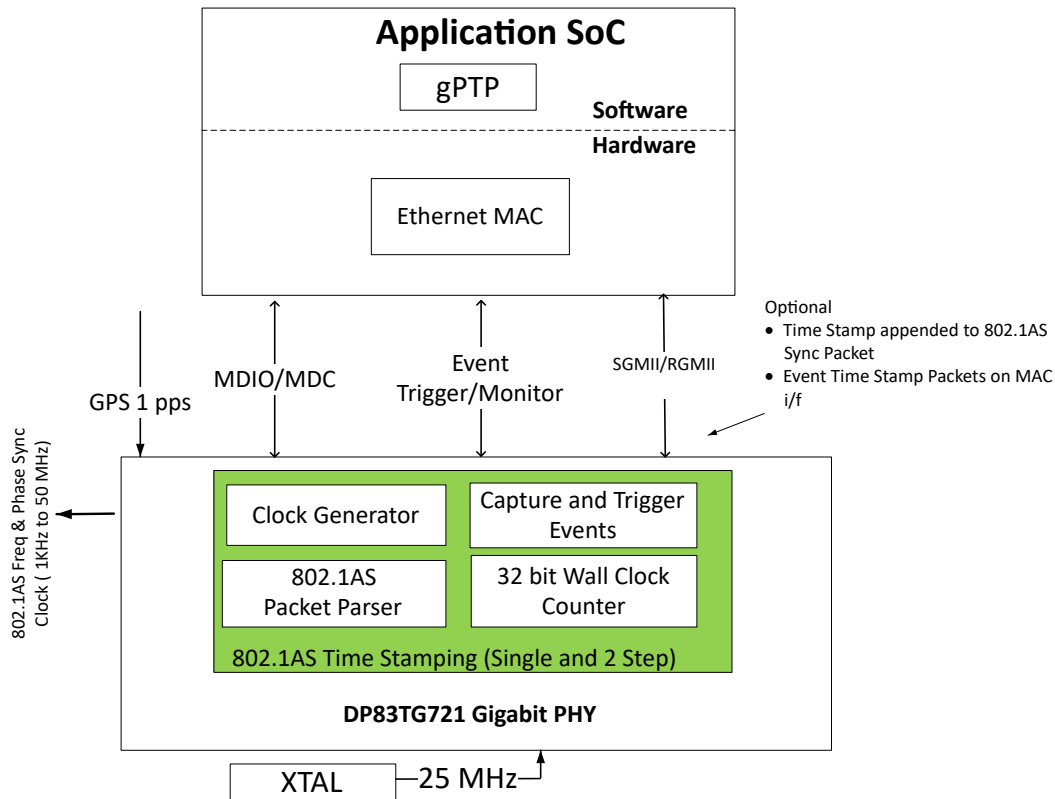 Application SoC
gPTP
Software
Hardware
Ethernet MAC
Optional
• Time Stamp appended to 802.1AS
Sync Packet
• Event Time Stamp Packets on MAC
i/f
GPS 1 pps
MDIO/MDC
Event
Trigger/Monitor
SGMII/RGMII
802.1AS Freq & Phase Sync
Clock ( 1KHz to 50 MHz)
Clock Generator
Capture and Trigger
Events
802.1AS
Packet Parser
32 bit Wall Clock
Counter
802.1AS Time Stamping (Single and 2 Step)
DP83TG721 Gigabit PHY
XTAL
25 MHz